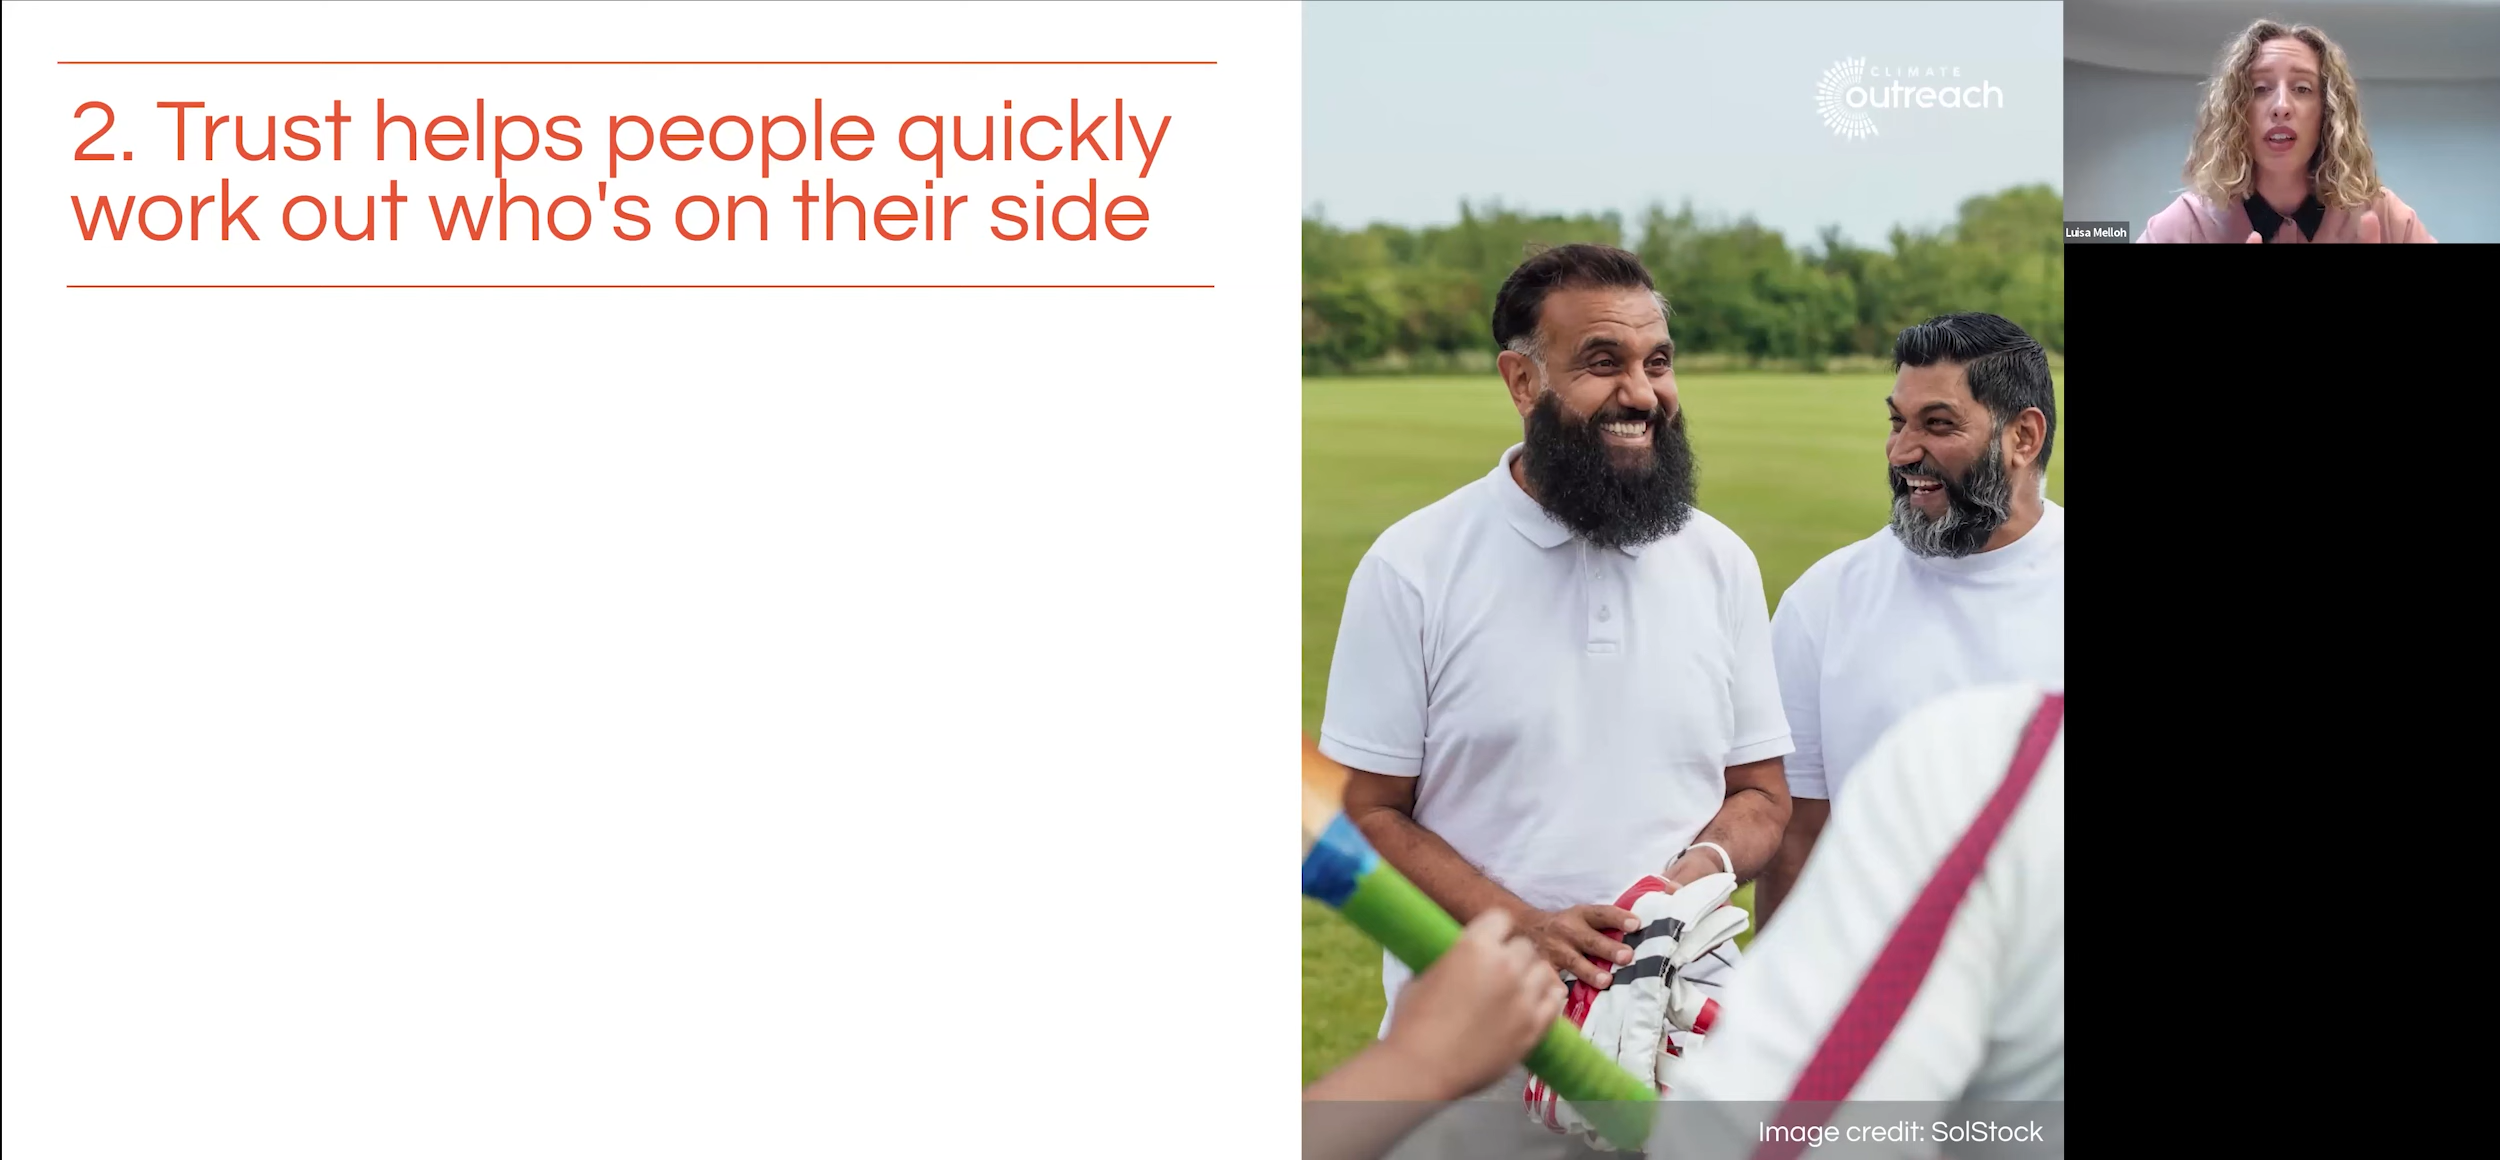 2. Trust helps people quickly
work out who's on their side
CLIMATE
outreach
Luisa Melloh
Image credit: SolStock